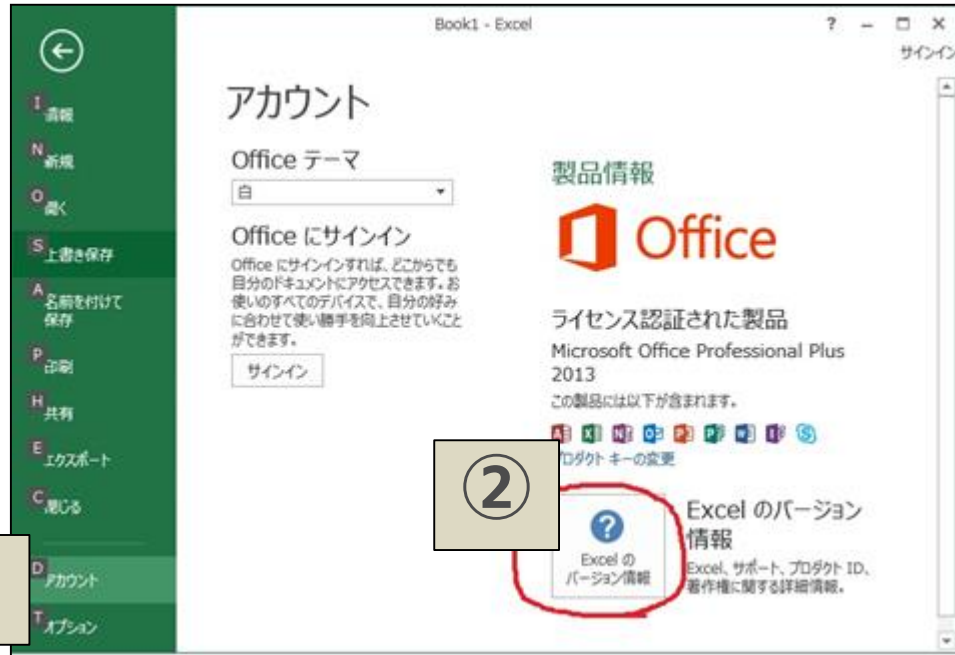 Book1 - Excel
?
サインイン
I
情報
N
新規
O
開く
S
上書き保存
A
名前を付けて
保存
P
印刷
H
共有
E
エクスポート
C
閉じる
D
アカウント
T
オプション
アカウント
Office テーマ
白
Office にサインイン
Office にサインインすれば、どこからでも
自分のドキュメントにアクセスできます。お
使いのすべてのデバイスで、自分の好み
に合わせて使い勝手を向上させていくこと
ができます。
サインイン
製品情報
Office
ライセンス認証された製品
Microsoft Office Professional Plus
2013
この製品には以下が含まれます。
プロダクト キーの変更
②
?
Excel の
バージョン情報
Excel のバージョン
情報
Excel、サポート、プロダクト ID、
著作権に関する詳細情報。